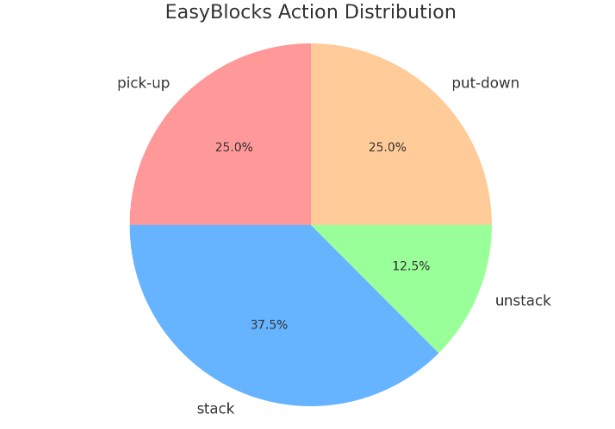 EasyBlocks Action Distribution
pick-up
put-down
25.0%
25.0%
12.5%
unstack
37.5%
stack